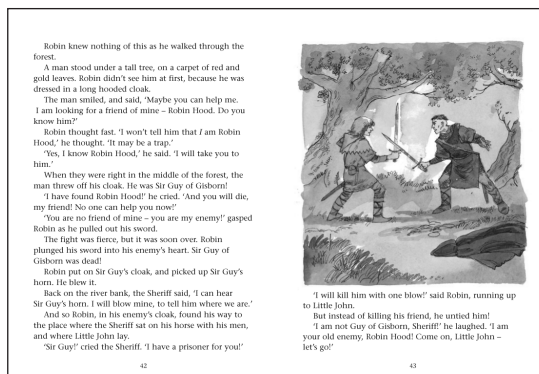 Robin knew nothing of this as he walked through the
forest.
A man stood under a tall tree, on a carpet of red and
gold leaves. Robin didn't see him at first, because he was
dressed in a long hooded cloak.
The man smiled, and said, 'Maybe you can help me.
I am looking for a friend of mine – Robin Hood. Do you
know him?'
Robin thought fast. 'I won't tell him that I am Robin
Hood,' he thought. 'It may be a trap.'
'Yes, I know Robin Hood,' he said. 'I will take you to
him.'
When they were right in the middle of the forest, the
man threw off his cloak. He was Sir Guy of Gisborn!
'I have found Robin Hood!' he cried. 'And you will die,
my friend! No one can help you now!'
'You are no friend of mine – you are my enemy!' gasped
Robin as he pulled out his sword.
The fight was fierce, but it was soon over. Robin
plunged his sword into his enemy's heart. Sir Guy of
Gisborn was dead!
Robin put on Sir Guy's cloak, and picked up Sir Guy's
horn. He blew it.
Back on the river bank, the Sheriff said, 'I can hear
Sir Guy's horn. I will blow mine, to tell him where we are.'
And so Robin, in his enemy's cloak, found his way to
the place where the Sheriff sat on his horse with his men,
and where Little John lay.
'Sir Guy!' cried the Sheriff. 'I have a prisoner for you!'
42
'I will kill him with one blow!' said Robin, running up
to Little John.
But instead of killing his friend, he untied him!
'I am not Guy of Gisborn, Sheriff!' he laughed. 'I am
your old enemy, Robin Hood! Come on, Little John –
let's go!'
43